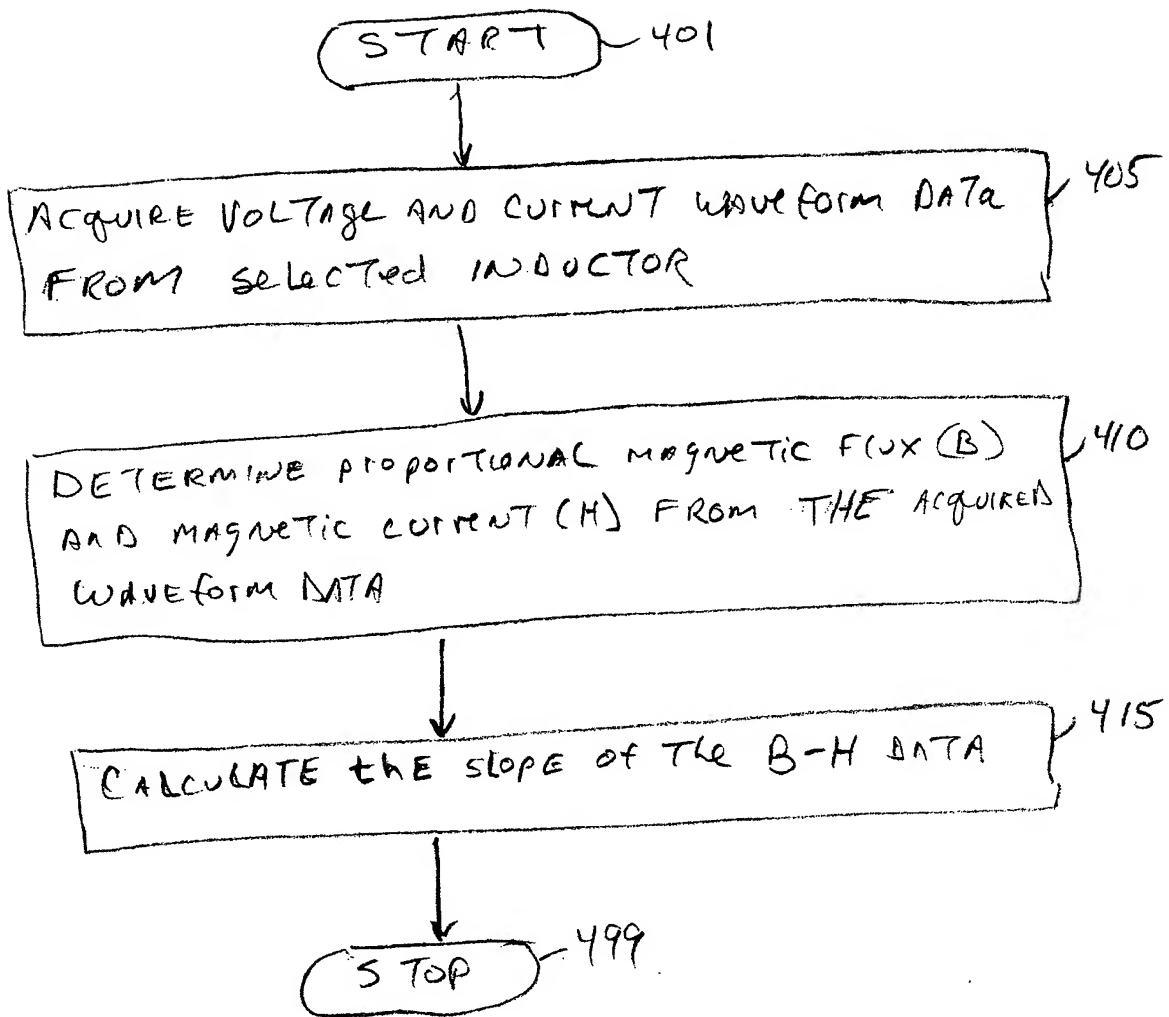 START 401
405
ACQUIRE VOLTAGE AND CURRENT WAVEFORM DATA
FROM SELECTED INDUCTOR
410
DETERMINE PROPORTIONAL MAGNETIC FLUX (B)
AND MAGNETIC CURRENT (H) FROM THE ACQUIRED
WAVEFORM DATA
415
CALCULATE THE SLOPE OF THE B-H DATA
STOP 499